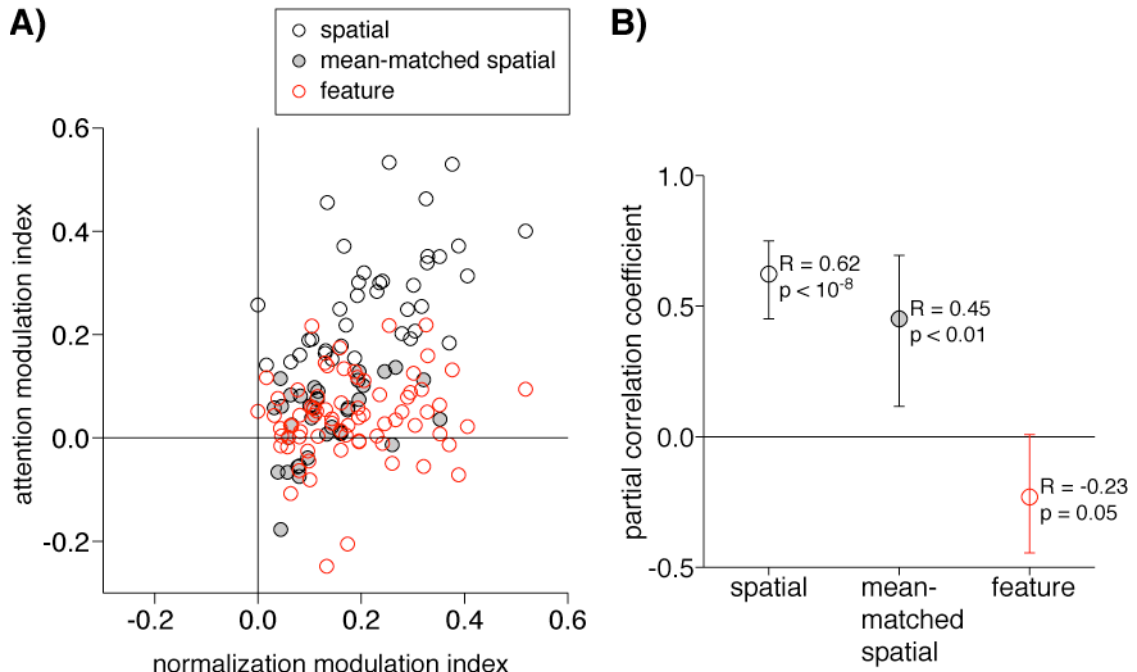 A)
spatial
mean-matched spatial
feature
0.6
0.4
0.2
0.0
-0.2
attention modulation index
-0.2
0.0
0.2
0.4
0.6
normalization modulation index
B)
1.0
0.5
0.0
-0.5
partial correlation coefficient
R = 0.62
p < 10-8
R = 0.45
p < 0.01
R = -0.23
p = 0.05
spatial
mean-
matched
spatial
feature